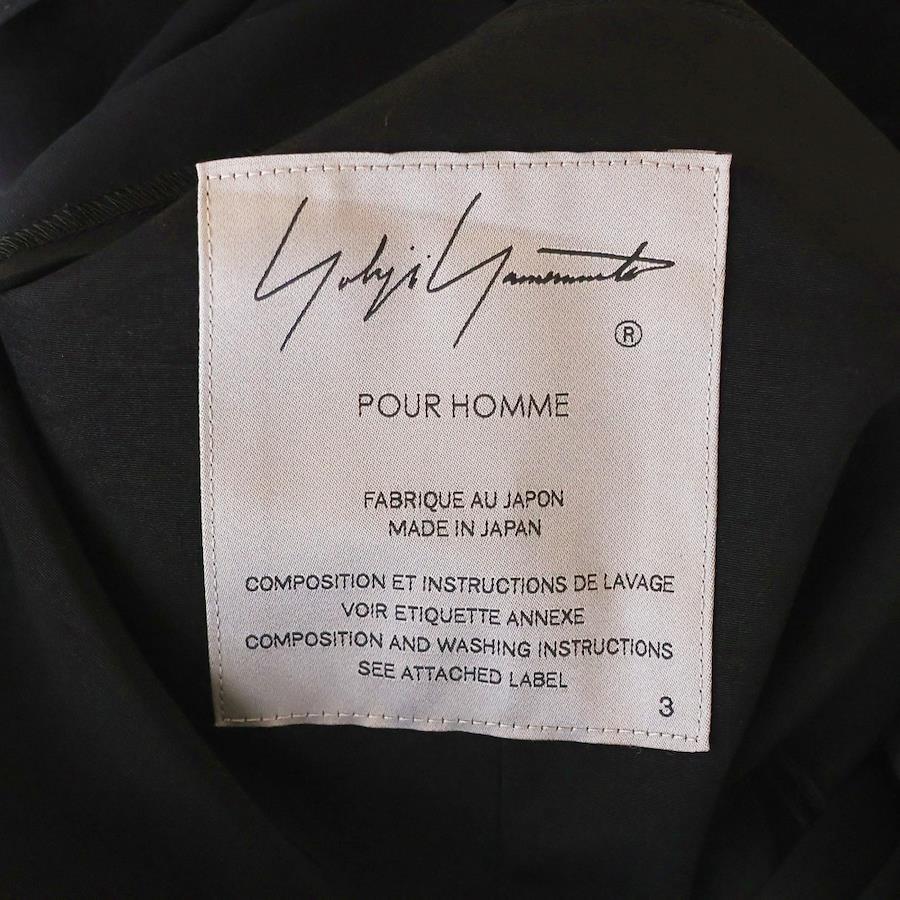 Yohji Yamamoto
®
POUR HOMME
FABRIQUE AU JAPON
MADE IN JAPAN
COMPOSITION ET INSTRUCTIONS DE LAVAGE
VOIR ETIQUETTE ANNEXE
COMPOSITION AND WASHING INSTRUCTIONS
SEE ATTACHED LABEL
3